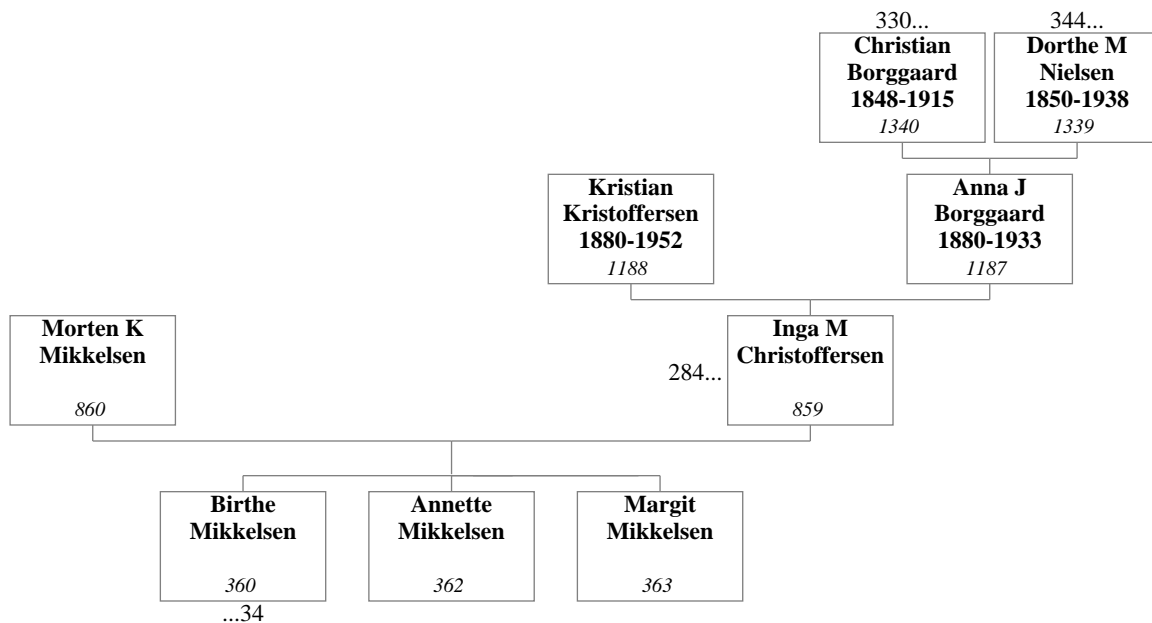 330...
344...
Christian
Borggaard
1848-1915
1340
Dorthe M
Nielsen
1850-1938
1339
Kristian
Kristoffersen
1880-1952
1188
Anna J
Borggaard
1880-1933
1187
Morten K
Mikkelsen
860
284...
Inga M
Christoffersen
859
Birthe
Mikkelsen
360
...34
Annette
Mikkelsen
362
Margit
Mikkelsen
363